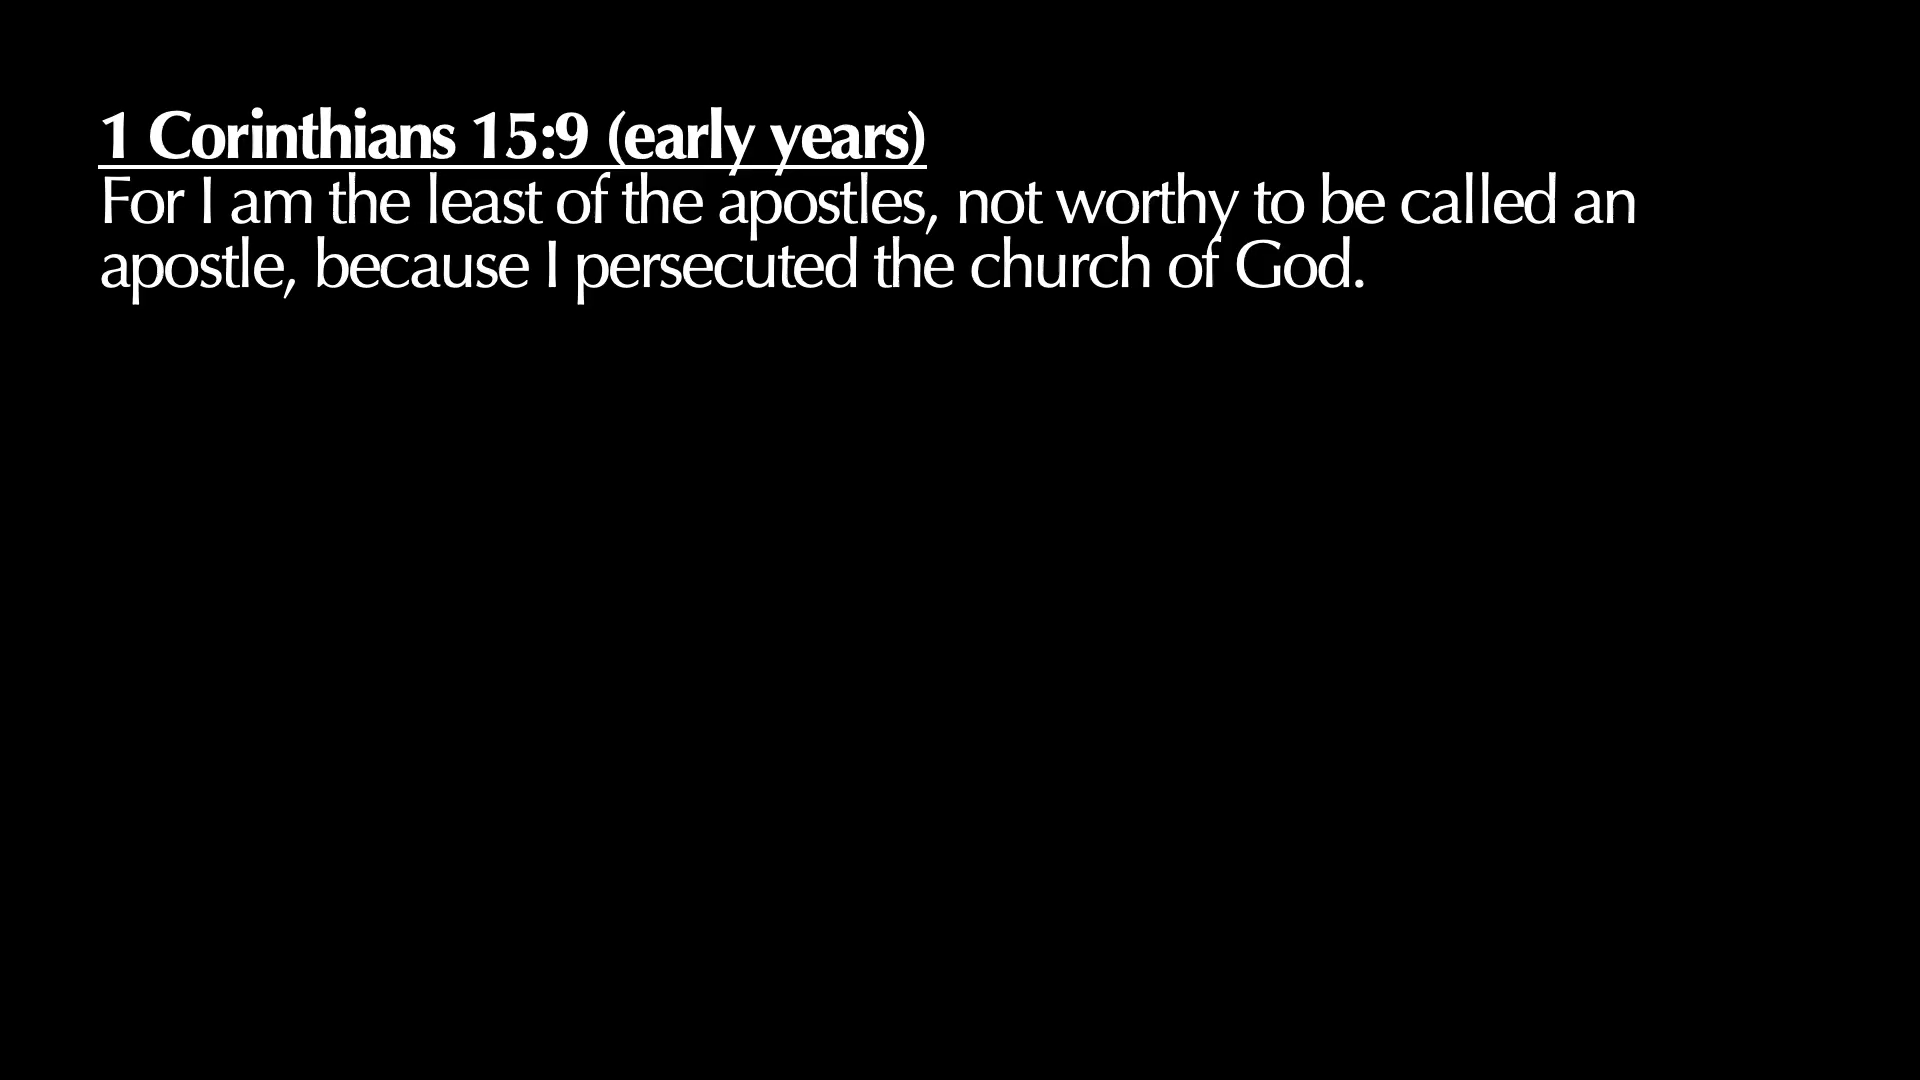 1 Corinthians 15:9 (early years)
For I am the least of the apostles, not worthy to be called an
apostle, because I persecuted the church of God.